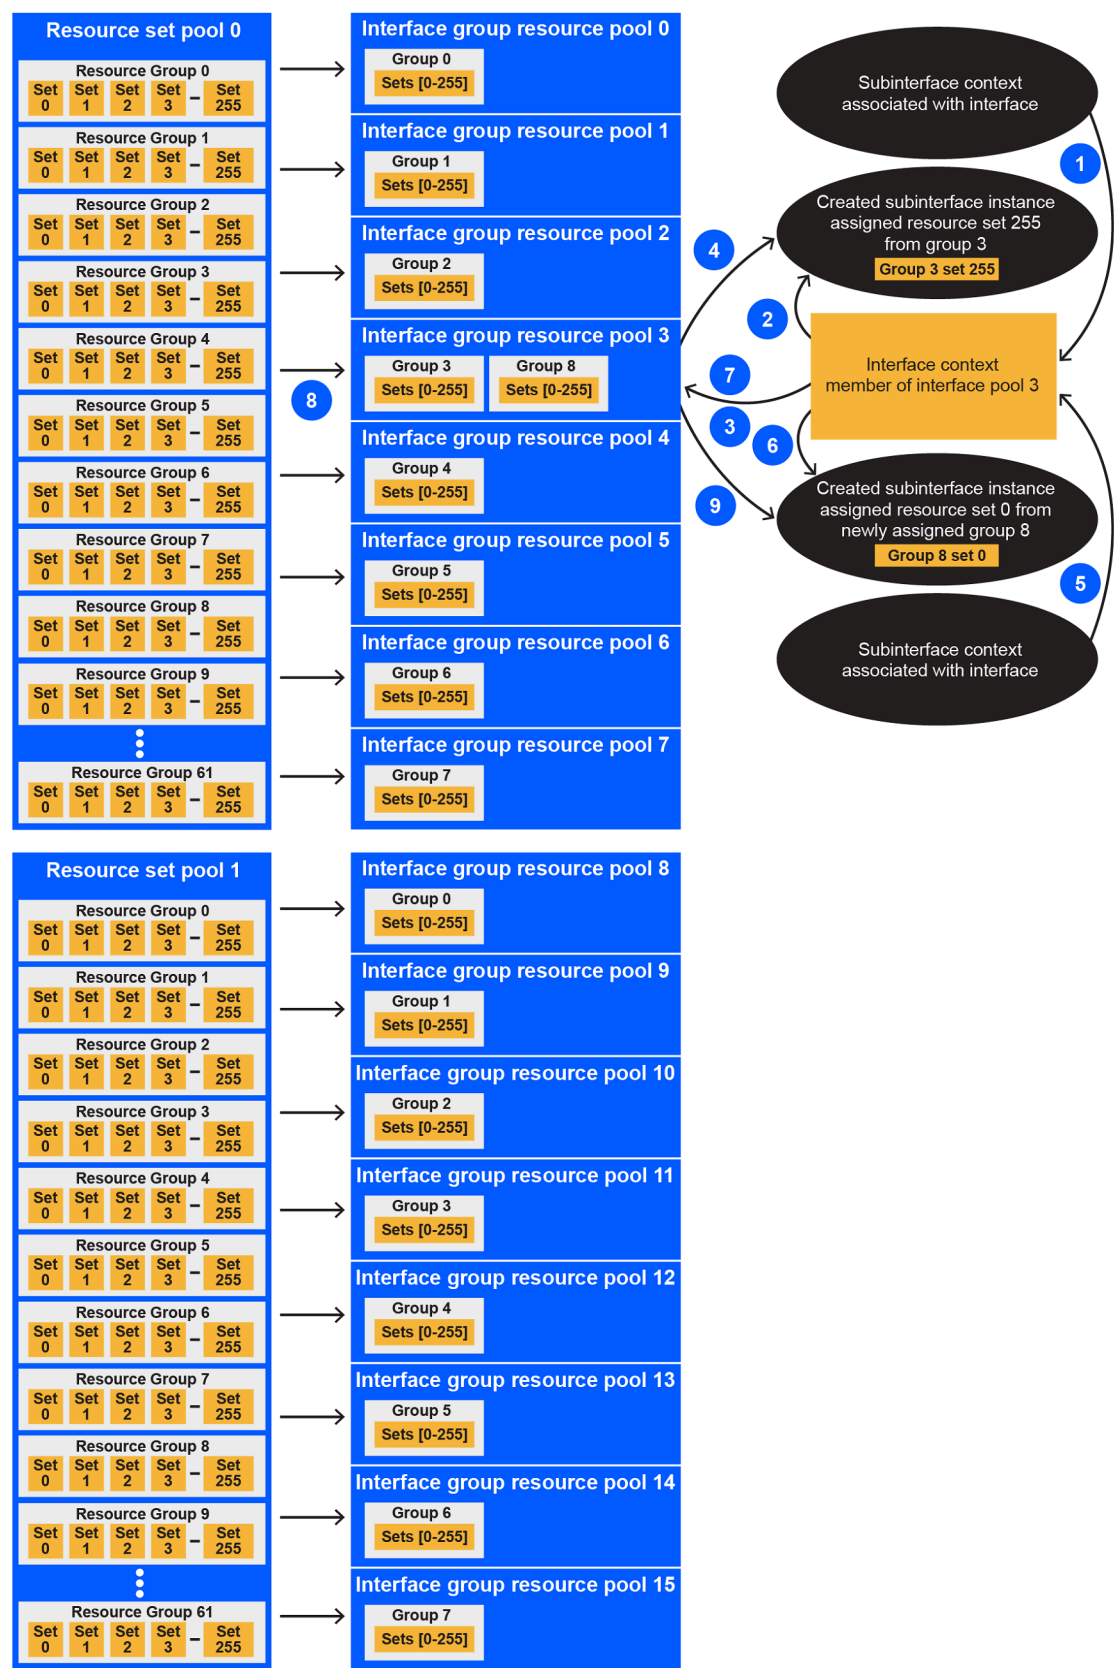 Resource set pool 0
Resource Group 0
Set Set Set Set – Set
0 1 2 3 255
Resource Group 1
Set Set Set Set – Set
0 1 2 3 255
Resource Group 2
Set Set Set Set – Set
0 1 2 3 255
Resource Group 3
Set Set Set Set – Set
0 1 2 3 255
Resource Group 4
Set Set Set Set – Set
0 1 2 3 255
Resource Group 5
Set Set Set Set – Set
0 1 2 3 255
Resource Group 6
Set Set Set Set – Set
0 1 2 3 255
Resource Group 7
Set Set Set Set – Set
0 1 2 3 255
Resource Group 8
Set Set Set Set – Set
0 1 2 3 255
Resource Group 9
Set Set Set Set – Set
0 1 2 3 255
Resource Group 61
Set Set Set Set – Set
0 1 2 3 255
8
Interface group resource pool 0
Group 0
Sets [0-255]
Interface group resource pool 1
Group 1
Sets [0-255]
Interface group resource pool 2
Group 2
Sets [0-255]
Interface group resource pool 3
Group 3 Group 8
Sets [0-255] Sets [0-255]
Interface group resource pool 4
Group 4
Sets [0-255]
Interface group resource pool 5
Group 5
Sets [0-255]
Interface group resource pool 6
Group 6
Sets [0-255]
Interface group resource pool 7
Group 7
Sets [0-255]
Subinterface context
associated with interface
1
Created subinterface instance
assigned resource set 255
from group 3
Group 3 set 255
4
2
7
Interface context
member of interface pool 3
3
6
9
Created subinterface instance
assigned resource set 0 from
newly assigned group 8
Group 8 set 0
5
Subinterface context
associated with interface
Resource set pool 1
Resource Group 0
Set Set Set Set – Set
0 1 2 3 255
Resource Group 1
Set Set Set Set – Set
0 1 2 3 255
Resource Group 2
Set Set Set Set – Set
0 1 2 3 255
Resource Group 3
Set Set Set Set – Set
0 1 2 3 255
Resource Group 4
Set Set Set Set – Set
0 1 2 3 255
Resource Group 5
Set Set Set Set – Set
0 1 2 3 255
Resource Group 6
Set Set Set Set – Set
0 1 2 3 255
Resource Group 7
Set Set Set Set – Set
0 1 2 3 255
Resource Group 8
Set Set Set Set – Set
0 1 2 3 255
Resource Group 9
Set Set Set Set – Set
0 1 2 3 255
Resource Group 61
Set Set Set Set – Set
0 1 2 3 255
Interface group resource pool 8
Group 0
Sets [0-255]
Interface group resource pool 9
Group 1
Sets [0-255]
Interface group resource pool 10
Group 2
Sets [0-255]
Interface group resource pool 11
Group 3
Sets [0-255]
Interface group resource pool 12
Group 4
Sets [0-255]
Interface group resource pool 13
Group 5
Sets [0-255]
Interface group resource pool 14
Group 6
Sets [0-255]
Interface group resource pool 15
Group 7
Sets [0-255]